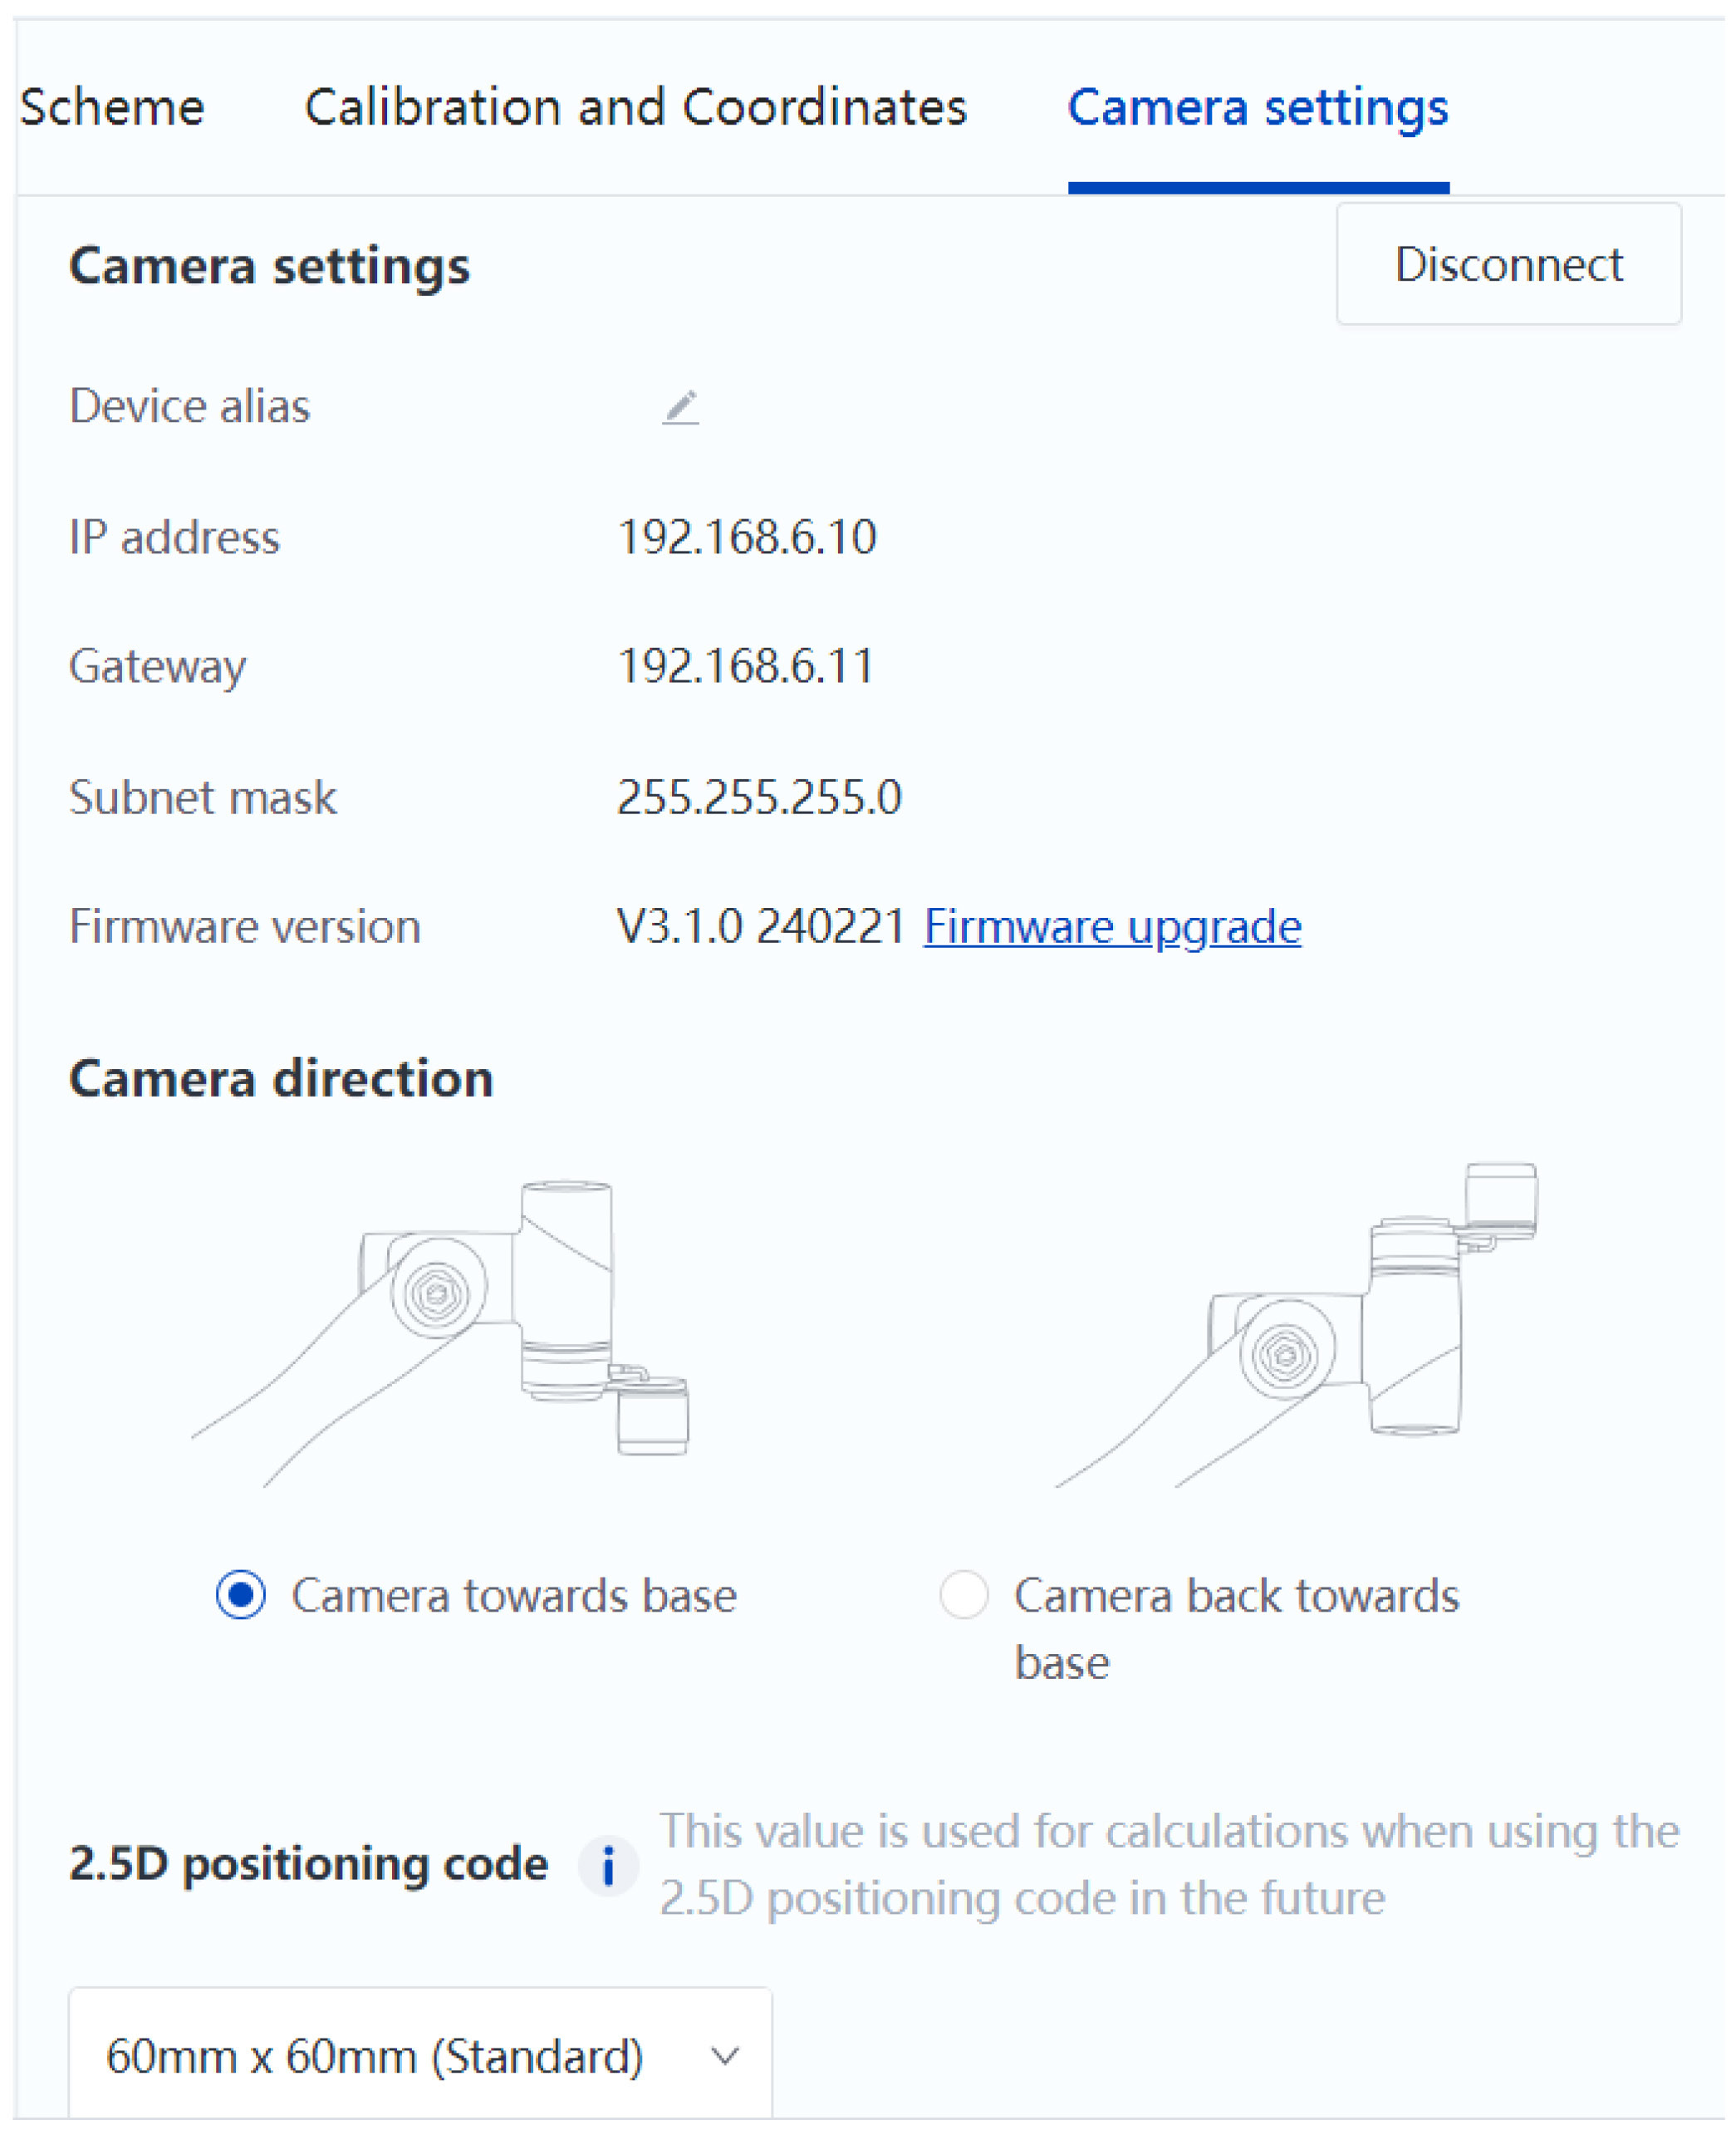 Scheme Calibration and Coordinates Camera settings
Camera settings Disconnect
Device alias
IP address 192.168.6.10
Gateway 192.168.6.11
Subnet mask 255.255.255.0
Firmware version V3.1.0 240221 Firmware upgrade
Camera direction
Camera towards base
Camera back towards
base
2.5D positioning code i
This value is used for calculations when using the
2.5D positioning code in the future
60mm x 60mm (Standard)